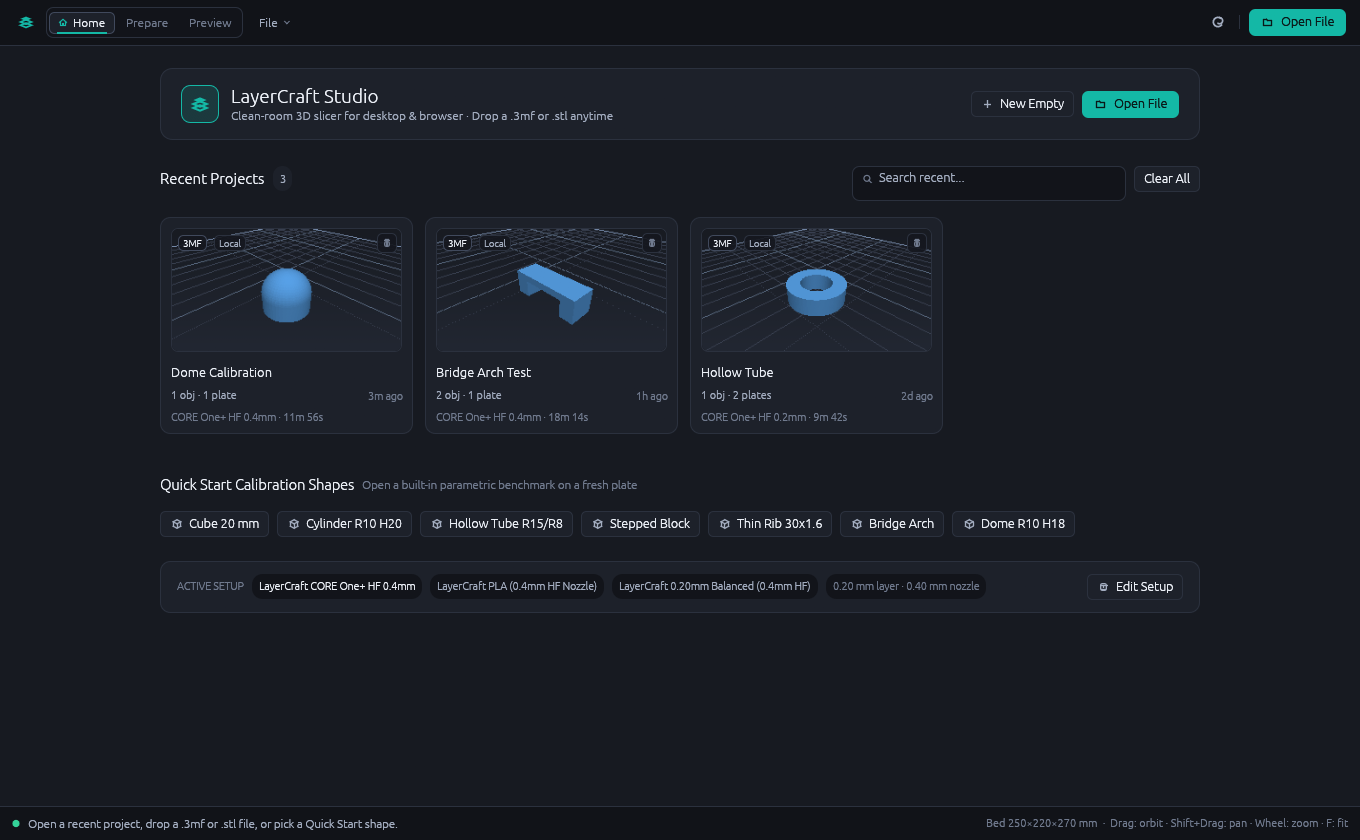 Home Prepare Preview File Open File
LayerCraft Studio
Clean-room 3D slicer for desktop & browser · Drop a .3mf or .stl anytime
+ New Empty Open File
Recent Projects 3 Search recent... Clear All
3MF Local
Dome Calibration
1 obj · 1 plate 3m ago
CORE One+ HF 0.4mm · 11m 56s
3MF Local
Bridge Arch Test
2 obj · 1 plate 1h ago
CORE One+ HF 0.4mm · 18m 14s
3MF Local
Hollow Tube
1 obj · 2 plates 2d ago
CORE One+ HF 0.2mm · 9m 42s
Quick Start Calibration Shapes Open a built-in parametric benchmark on a fresh plate
Cube 20 mm Cylinder R10 H20 Hollow Tube R15/R8 Stepped Block Thin Rib 30x1.6 Bridge Arch Dome R10 H18
ACTIVE SETUP LayerCraft CORE One+ HF 0.4mm LayerCraft PLA (0.4mm HF Nozzle) LayerCraft 0.20mm Balanced (0.4mm HF) 0.20 mm layer · 0.40 mm nozzle Edit Setup
Open a recent project, drop a .3mf or .stl file, or pick a Quick Start shape. Bed 250×220×270 mm · Drag: orbit · Shift+Drag: pan · Wheel: zoom · F: fit